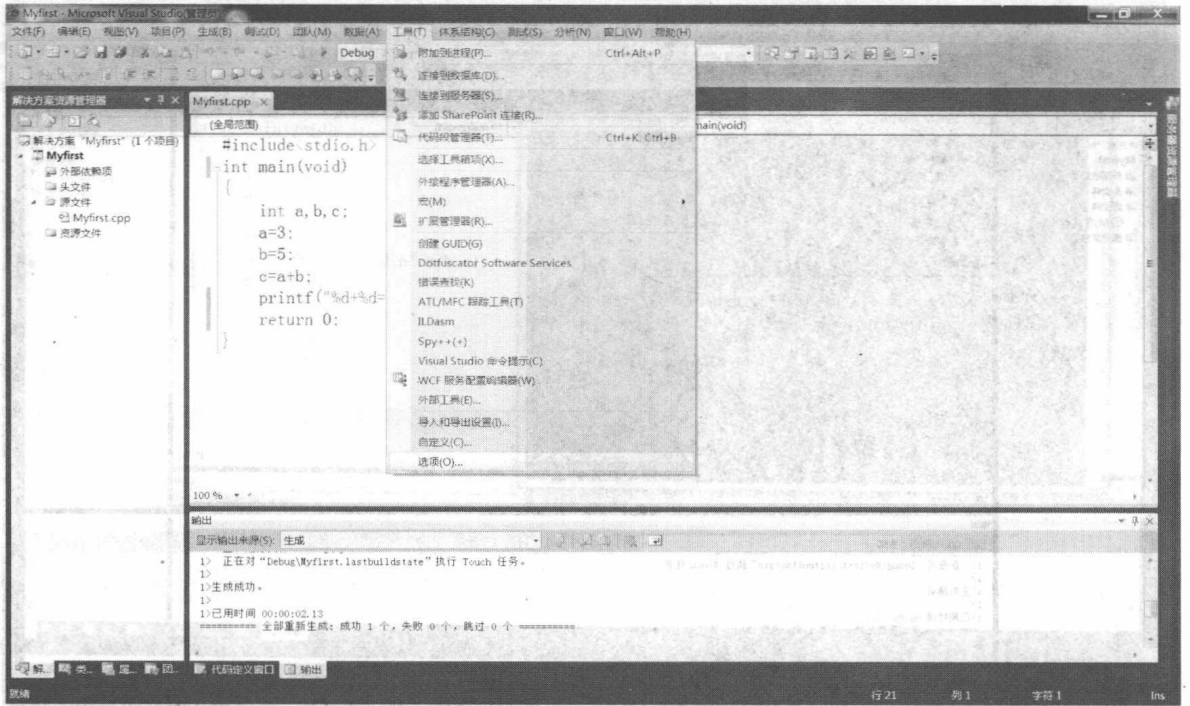 Myfirst - Microsoft Visual Studio(管理员)
文件(F) 编辑(E) 视图(V) 项目(P) 生成(B) 调试(D) 团队(M) 数据(A) 工具(T) 体系结构(C) 测试(S) 分析(N) 窗口(W) 帮助(H)
Debug
附加到进程(P)... Ctrl+Alt+P
连接到数据库(D)...
连接到服务器(S)...
添加 SharePoint 连接(R)...
代码段管理器(T)... Ctrl+K, Ctrl+B
选择工具箱项(X)...
外接程序管理器(A)...
宏(M)
扩展管理器(R)...
创建 GUID(G)
Dotfuscator Software Services
错误查找(K)
ATL/MFC 跟踪工具(T)
ILDasm
Spy++(+)
Visual Studio 命令提示(C)
WCF 服务配置编辑器(W)
外部工具(E)...
导入和导出设置(I)...
自定义(C)...
选项(O)...
解决方案资源管理器
解决方案 "Myfirst" (1 个项目)
Myfirst
外部依赖项
头文件
源文件
Myfirst.cpp
资源文件
Myfirst.cpp
(全局范围) main(void)
#include<stdio.h>
int main(void)
{
int a,b,c;
a=3;
b=5;
c=a+b;
printf("%d+%d=
return 0;
}
100 %
服务器资源管理器
输出
显示输出来源(S): 生成
1> 正在对“Debug\Myfirst.lastbuildstate”执行 Touch 任务。
1>
1>生成成功。
1>
1>已用时间 00:00:02.13
========== 全部重新生成: 成功 1 个，失败 0 个，跳过 0 个 ==========
解... 类... 属... 团... 代码定义窗口 输出
就绪 行 21 列 1 字符 1 Ins